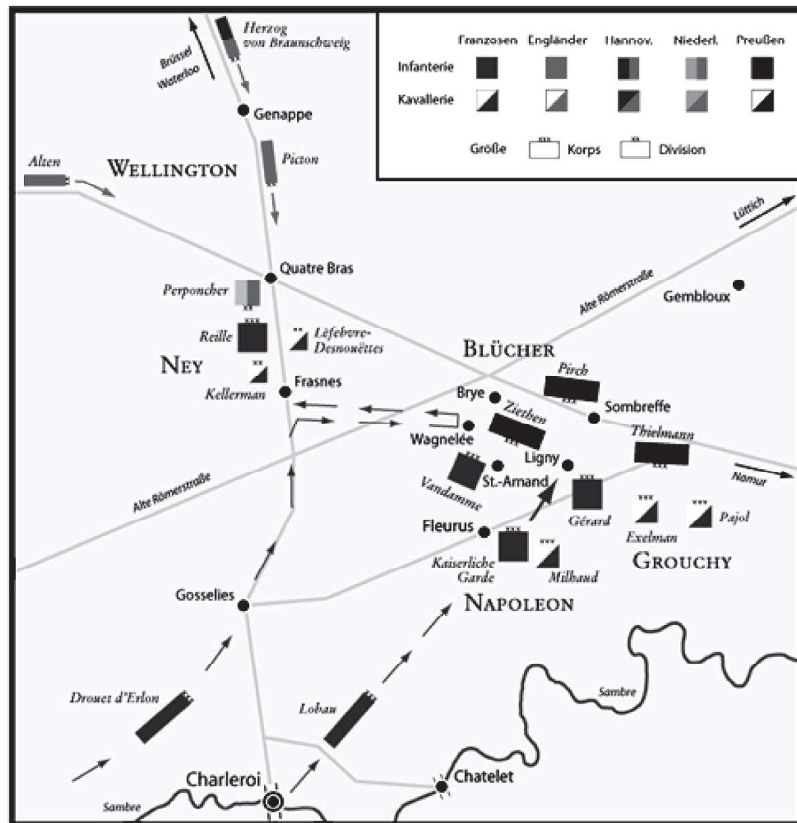 Franzosen Engländer Hannov. Niederl. Preußen
Infanterie
Kavallerie
Größe Korps Division
Herzog
von Braunschweig
Brüssel
Waterloo
Genappe
Alten
WELLINGTON
Picton
Lüttich
Quatre Bras
Alte Römerstraße
Gembloux
Perponcher
Reille
Lèfebvre-
Desnouëttes
NEY
BLÜCHER
Pirch
Kellerman
Frasnes
Brye
Ziethen
Sombreffe
Wagnelée
Thielmann
Ligny
St.-Amand
Vandamme
Namur
Alte Römerstraße
Fleurus
Gérard
Exelman
Pajol
Kaiserliche
Garde
Milhaud
GROUCHY
NAPOLEON
Gosselies
Drouet d'Erlon
Lobau
Sambre
Charleroi
Chatelet
Sambre